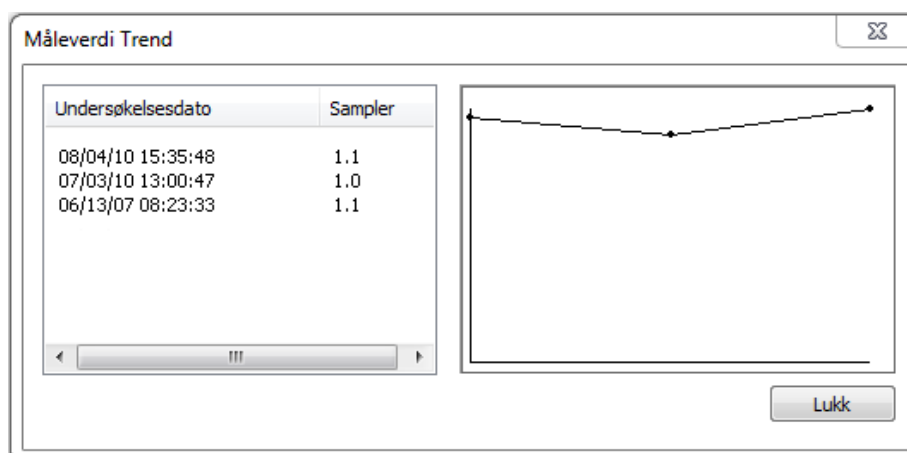 Måleverdi Trend
Undersøkelsesdato Sampler
08/04/10 15:35:48 1.1
07/03/10 13:00:47 1.0
06/13/07 08:23:33 1.1
Lukk